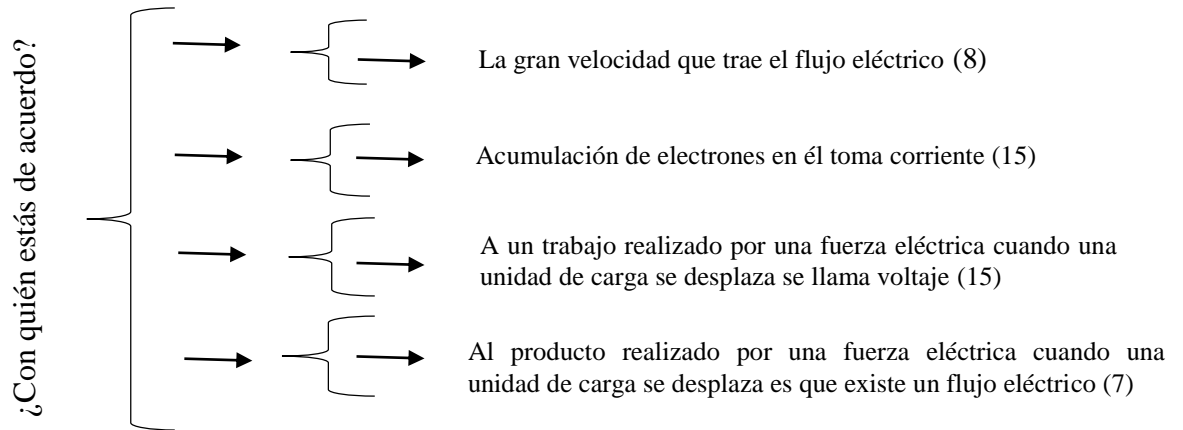 ¿Con quién estás de acuerdo?
La gran velocidad que trae el flujo eléctrico (8)
Acumulación de electrones en él toma corriente (15)
A un trabajo realizado por una fuerza eléctrica cuando una
unidad de carga se desplaza se llama voltaje (15)
Al producto realizado por una fuerza eléctrica cuando una
unidad de carga se desplaza es que existe un flujo eléctrico (7)